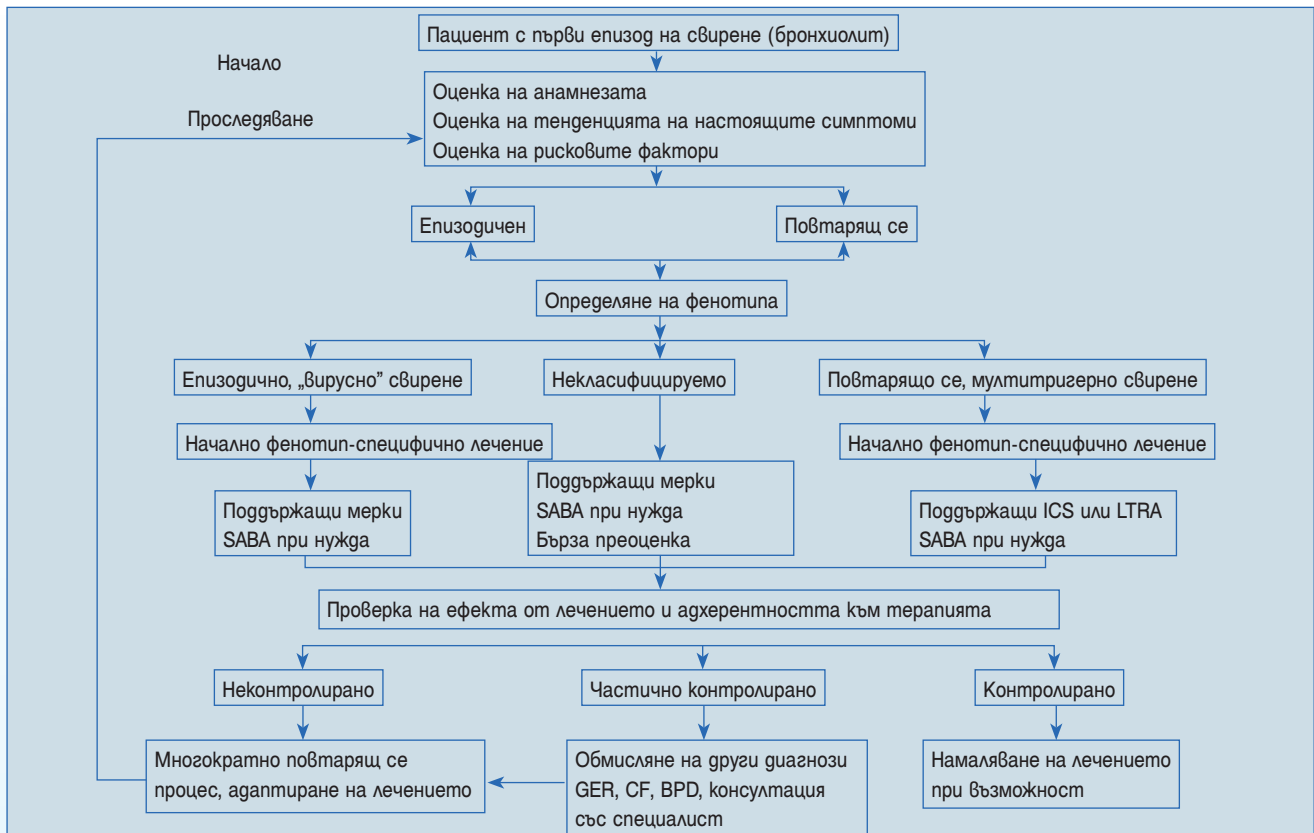 Пациент с първи епизод на свирене (бронхиолит)
Начало
Оценка на анамнезата
Оценка на тенденцията на настоящите симптоми
Оценка на рисковите фактори
Проследяване
Епизодичен
Повтарящ се
Определяне на фенотипа
Епизодично, „вирусно” свирене
Некласифицируемо
Повтарящо се, мултитригерно свирене
Начално фенотип-специфично лечение
Начално фенотип-специфично лечение
Поддържащи мерки
SABA при нужда
Поддържащи мерки
SABA при нужда
Бърза преоценка
Поддържащи ICS или LTRA
SABA при нужда
Проверка на ефекта от лечението и адхерентността към терапията
Неконтролирано
Частично контролирано
Контролирано
Многократно повтарящ се
процес, адаптиране на лечението
Обмисляне на други диагнози
GER, CF, BPD, консултация
със специалист
Намаляване на лечението
при възможност